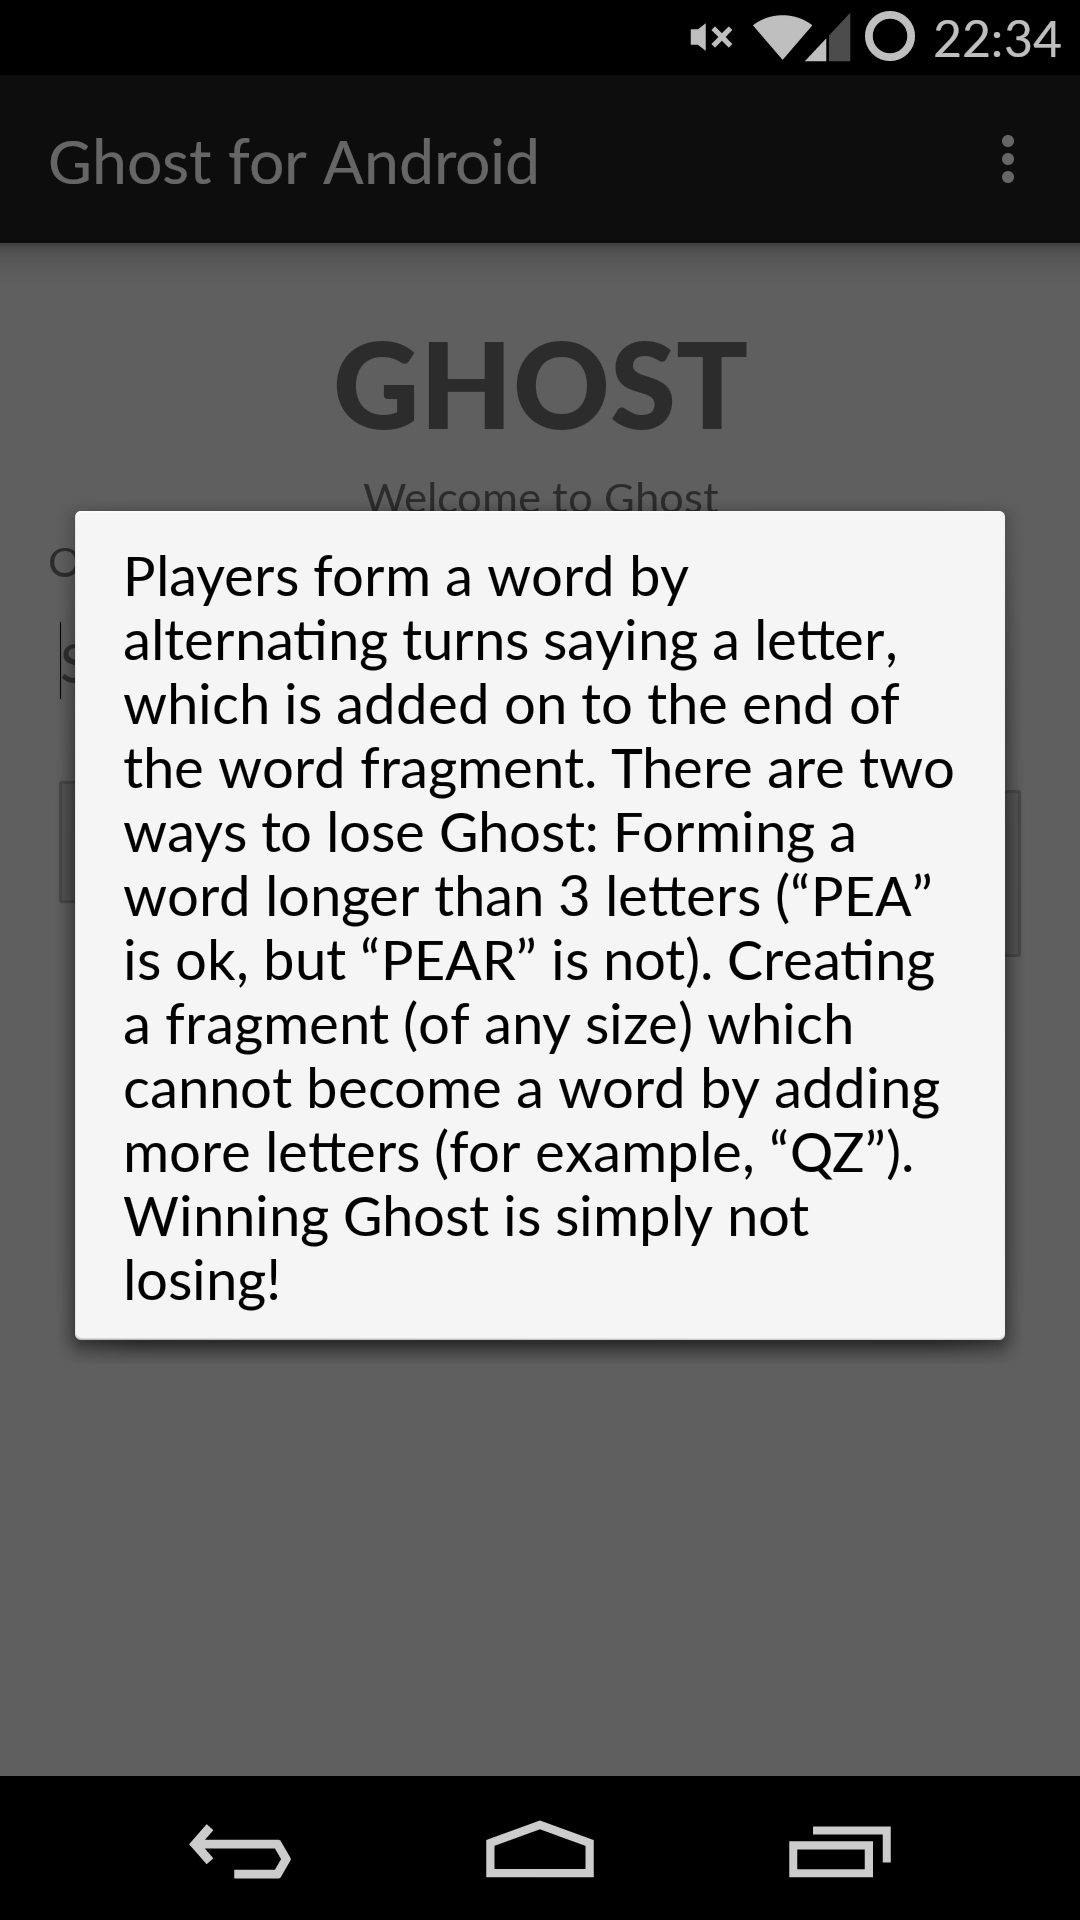 22:34
Ghost for Android
GHOST
Welcome to Ghost
Players form a word by
alternating turns saying a letter,
which is added on to the end of
the word fragment. There are two
ways to lose Ghost: Forming a
word longer than 3 letters (“PEA”
is ok, but “PEAR” is not). Creating
a fragment (of any size) which
cannot become a word by adding
more letters (for example, “QZ”).
Winning Ghost is simply not
losing!